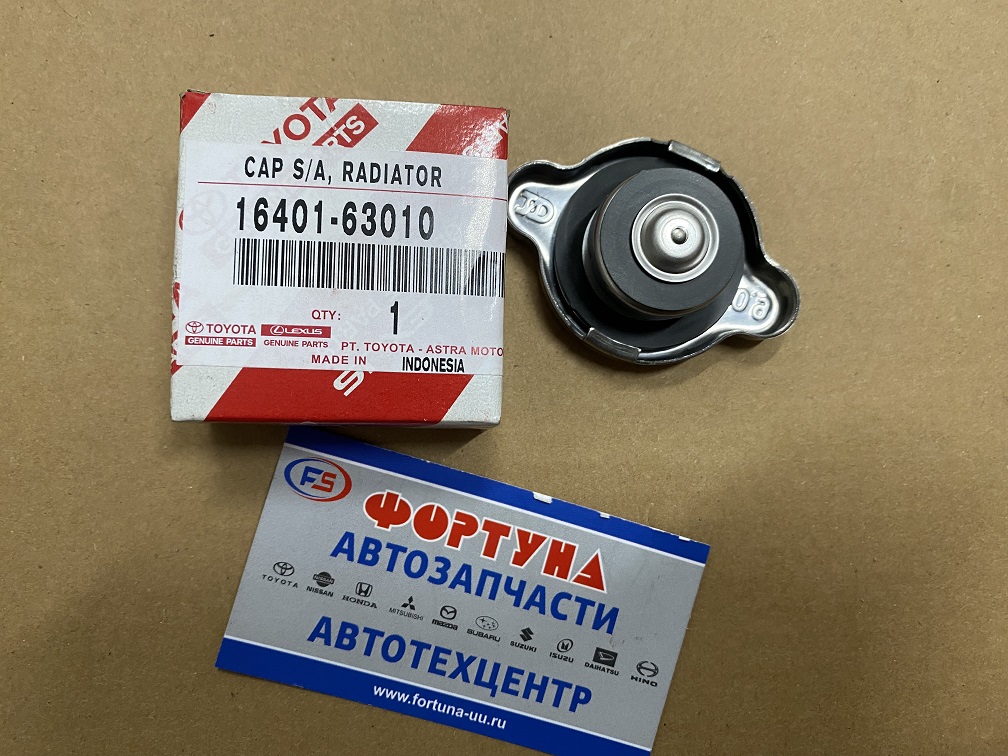 YOTA
PARTS
CAP S/A, RADIATOR
16401-63010
QTY: 1
TOYOTA
GENUINE PARTS
LEXUS
GENUINE PARTS
PT. TOYOTA - ASTRA MOTO
MADE IN INDONESIA
FS
ФОРТУНА
АВТОЗАПЧАСТИ
TOYOTA
NISSAN
HONDA
MITSUBISHI
mazda
SUBARU
SUZUKI
ISUZU
DAIHATSU
HINO
АВТОТЕХЦЕНТР
www.fortuna-uu.ru